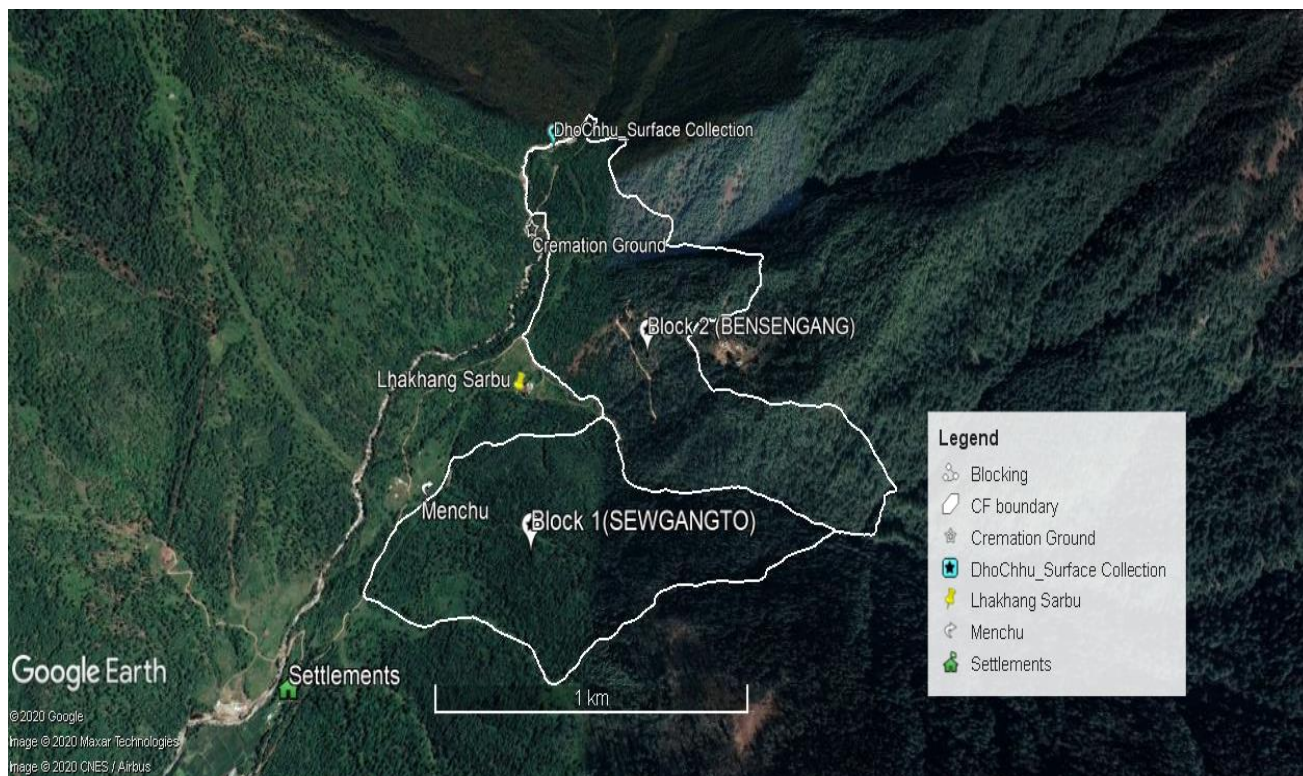 DhoChhu_Surface Collection
Cremation Ground
Block 2 (BENSENGANG)
Lhakhang Sarbu
Menchu
Block 1(SEWGANGTO)
Settlements
1 km
Legend
Blocking
CF boundary
Cremation Ground
DhoChhu_Surface Collection
Lhakhang Sarbu
Menchu
Settlements
Google Earth
© 2020 Google
Image © 2020 Maxar Technologies
Image © 2020 CNES / Airbus